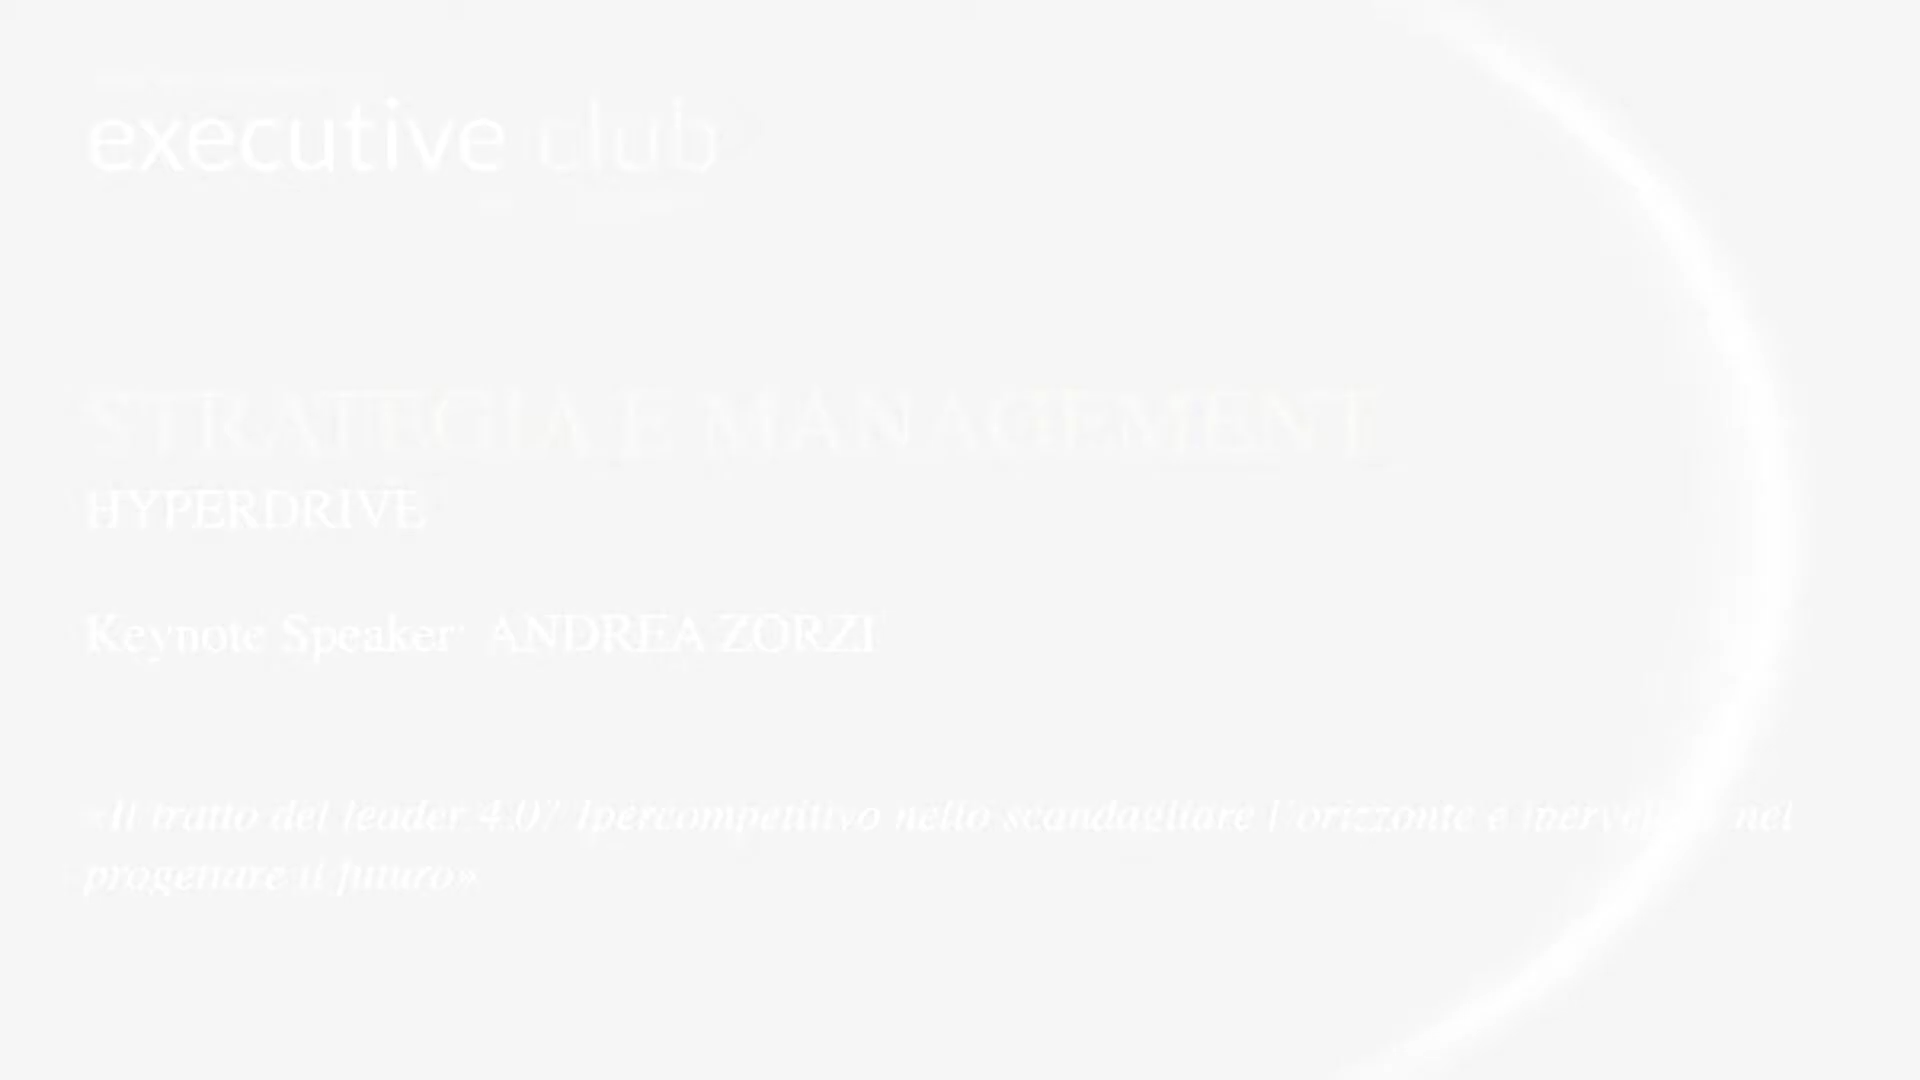 executive club
STRATEGIA E MANAGEMENT
HYPERDRIVE
Keynote Speaker: ANDREA ZORZI
«Il tratto del leader 4.0? Ipercompetitivo nello scandagliare l'orizzonte e nel
progettare il futuro»